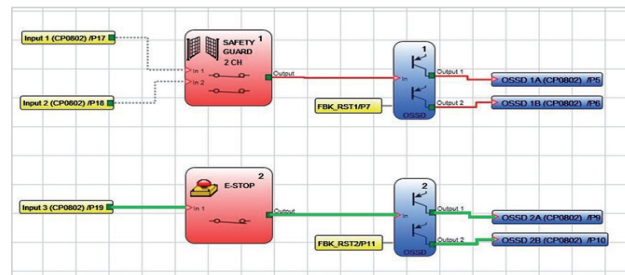 Input 1 (CP0802) /P17
Input 2 (CP0802) /P18
SAFETY 1
GUARD
2 CH
In 1
In 2
Output
1
In
Output 1
Output 2
OSSD
FBK_RST1/P7
OSSD 1A (CP0802) /P5
OSSD 1B (CP0802) /P6
Input 3 (CP0802) /P19
2
E-STOP
In 1
Output
2
In
Output 1
Output 2
OSSD
FBK_RST2/P11
OSSD 2A (CP0802) /P9
OSSD 2B (CP0802) /P10